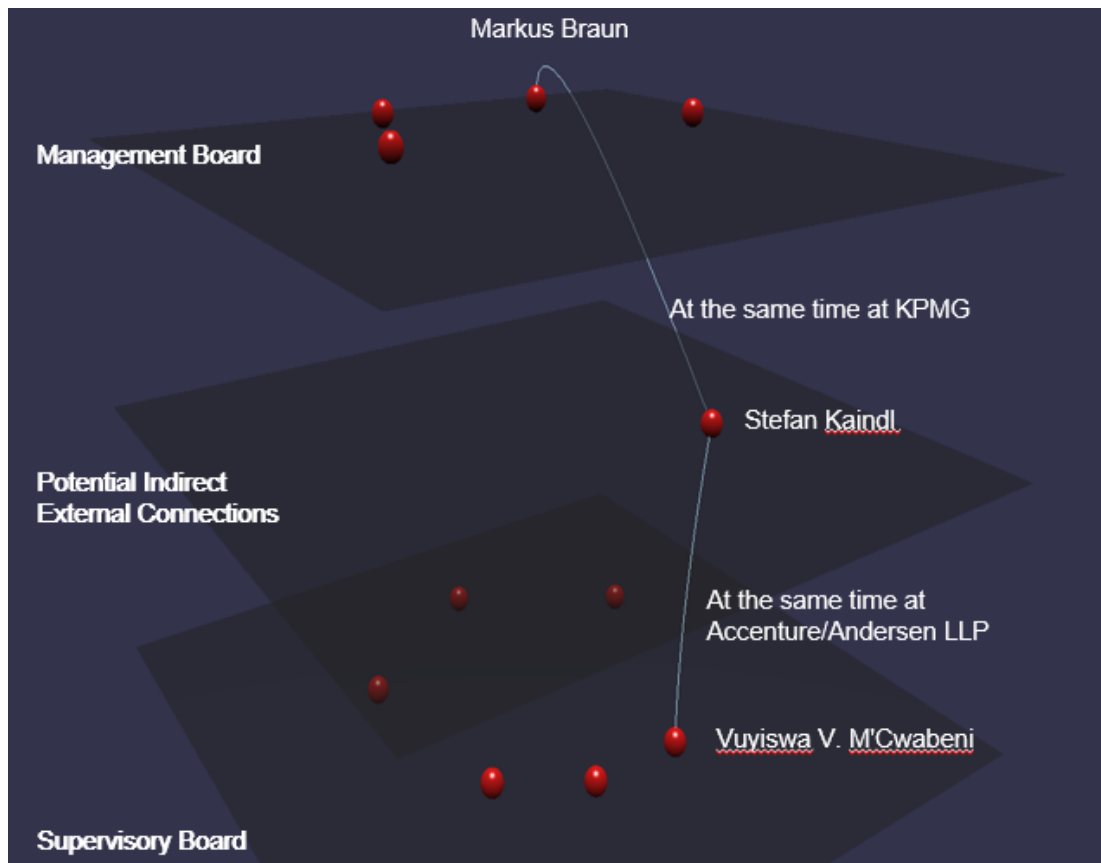 Markus Braun
Management Board
At the same time at KPMG
Stefan Kaindl
Potential Indirect
External Connections
At the same time at
Accenture/Andersen LLP
Vuyiswa V. M'Cwabeni
Supervisory Board